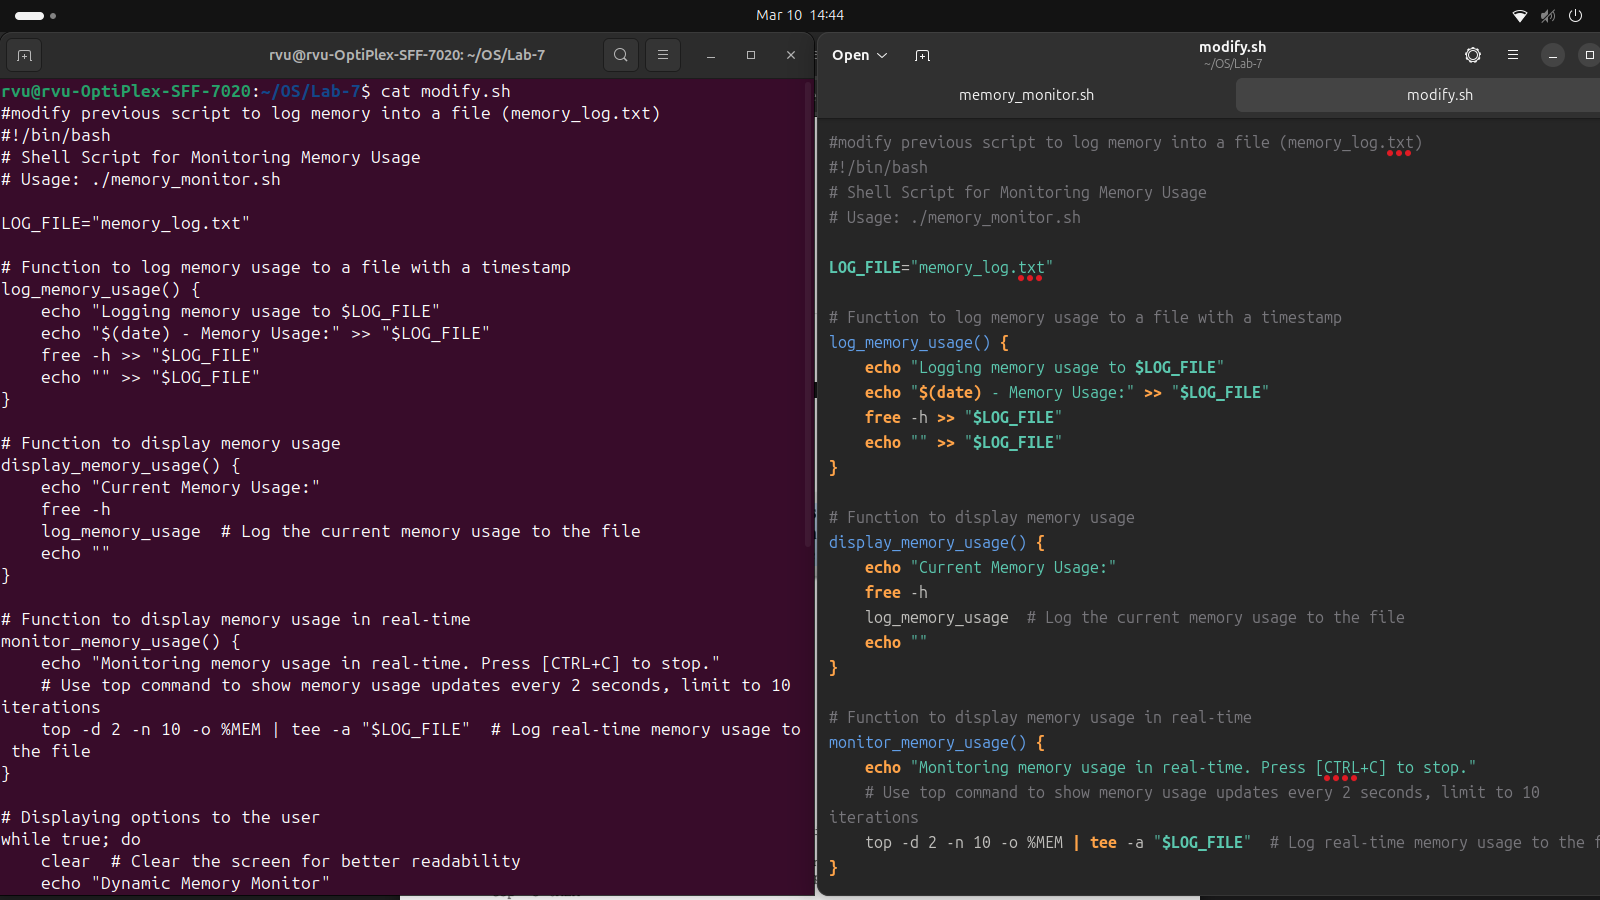 Mar 10 14:44
rvu@rvu-OptiPlex-SFF-7020: ~/OS/Lab-7
rvu@rvu-OptiPlex-SFF-7020:~/OS/Lab-7$ cat modify.sh
#modify previous script to log memory into a file (memory_log.txt)
#!/bin/bash
# Shell Script for Monitoring Memory Usage
# Usage: ./memory_monitor.sh

LOG_FILE="memory_log.txt"

# Function to log memory usage to a file with a timestamp
log_memory_usage() {
    echo "Logging memory usage to $LOG_FILE"
    echo "$(date) - Memory Usage:" >> "$LOG_FILE"
    free -h >> "$LOG_FILE"
    echo "" >> "$LOG_FILE"
}

# Function to display memory usage
display_memory_usage() {
    echo "Current Memory Usage:"
    free -h
    log_memory_usage  # Log the current memory usage to the file
    echo ""
}

# Function to display memory usage in real-time
monitor_memory_usage() {
    echo "Monitoring memory usage in real-time. Press [CTRL+C] to stop."
    # Use top command to show memory usage updates every 2 seconds, limit to 10
iterations
    top -d 2 -n 10 -o %MEM | tee -a "$LOG_FILE"  # Log real-time memory usage to
 the file
}

# Displaying options to the user
while true; do
    clear  # Clear the screen for better readability
    echo "Dynamic Memory Monitor"
Open
modify.sh
~/OS/Lab-7
memory_monitor.sh
modify.sh
#modify previous script to log memory into a file (memory_log.txt)
#!/bin/bash
# Shell Script for Monitoring Memory Usage
# Usage: ./memory_monitor.sh

LOG_FILE="memory_log.txt"

# Function to log memory usage to a file with a timestamp
log_memory_usage() {
    echo "Logging memory usage to $LOG_FILE"
    echo "$(date) - Memory Usage:" >> "$LOG_FILE"
    free -h >> "$LOG_FILE"
    echo "" >> "$LOG_FILE"
}

# Function to display memory usage
display_memory_usage() {
    echo "Current Memory Usage:"
    free -h
    log_memory_usage  # Log the current memory usage to the file
    echo ""
}

# Function to display memory usage in real-time
monitor_memory_usage() {
    echo "Monitoring memory usage in real-time. Press [CTRL+C] to stop."
    # Use top command to show memory usage updates every 2 seconds, limit to 10
iterations
    top -d 2 -n 10 -o %MEM | tee -a "$LOG_FILE"  # Log real-time memory usage to the
}